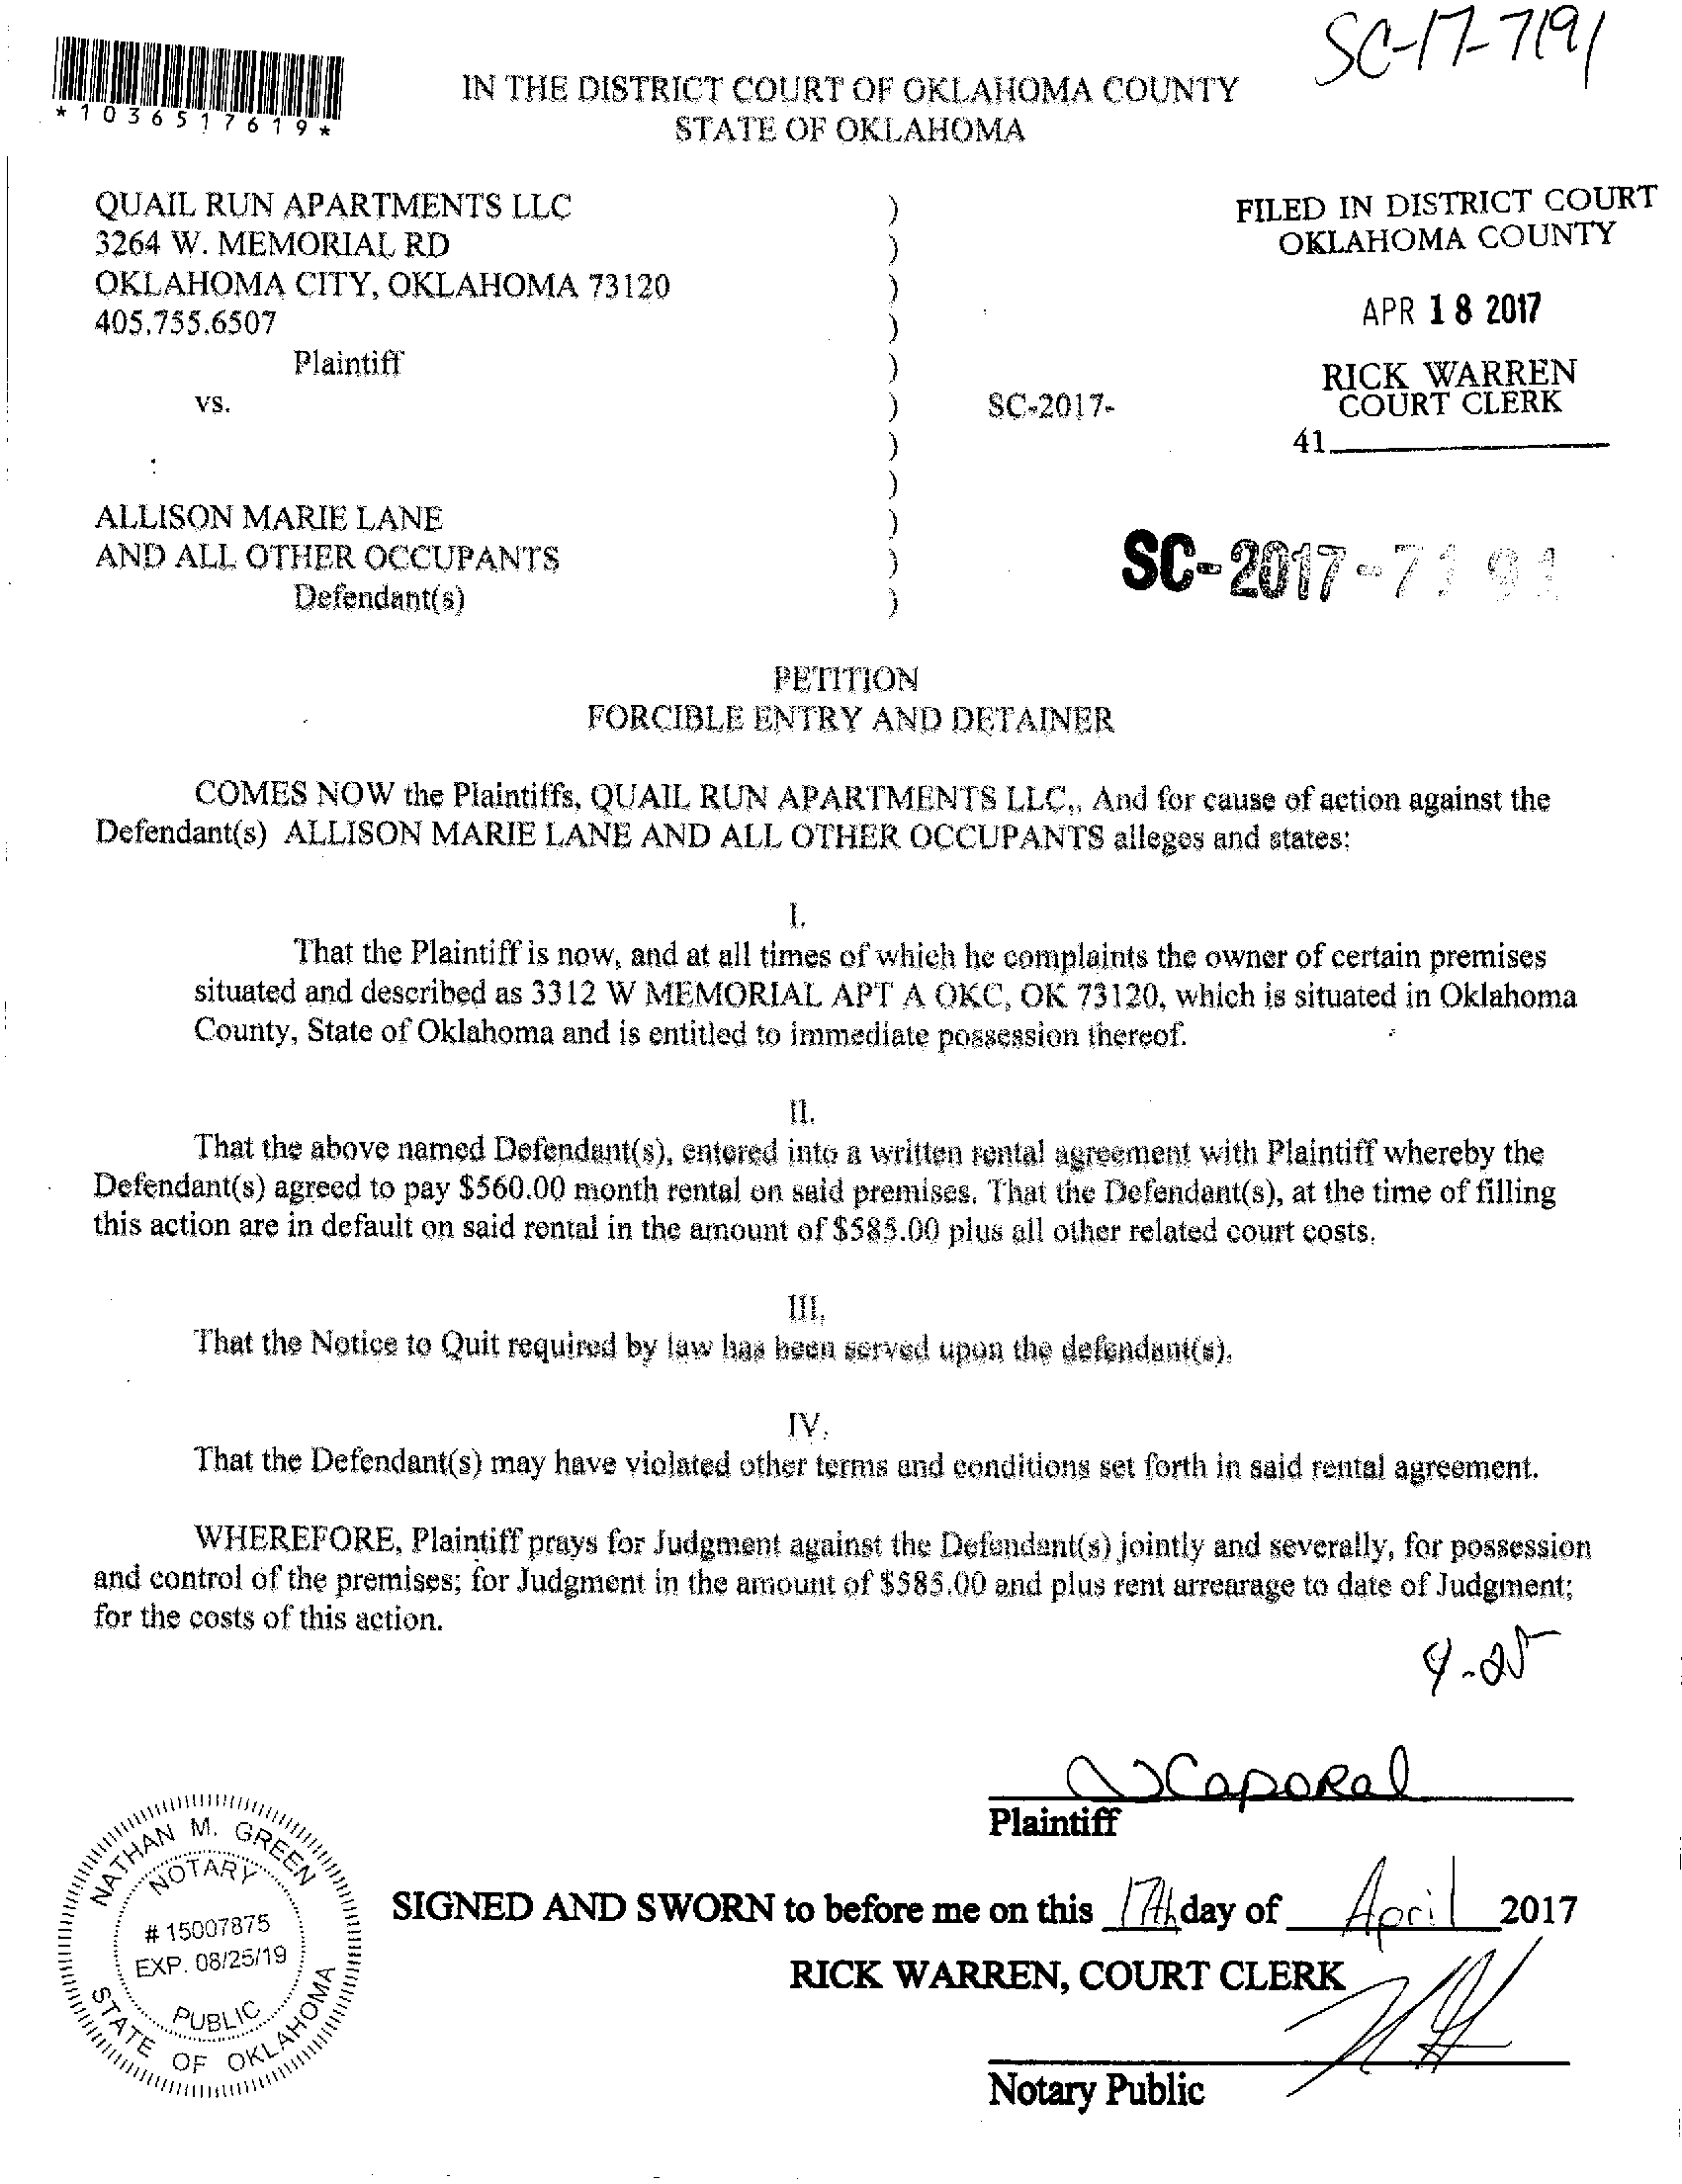 SC-17-7191
*1036517619*
IN THE DISTRICT COURT OF OKLAHOMA COUNTY
STATE OF OKLAHOMA
QUAIL RUN APARTMENTS LLC )
3264 W. MEMORIAL RD )
OKLAHOMA CITY, OKLAHOMA 73120 )
405.755.6507 )
Plaintiff )
vs. ) SC-2017-
)
)
ALLISON MARIE LANE )
AND ALL OTHER OCCUPANTS )
Defendant(s) )
FILED IN DISTRICT COURT
OKLAHOMA COUNTY
APR 18 2017
RICK WARREN
COURT CLERK
41
SC-2017-7191
PETITION
FORCIBLE ENTRY AND DETAINER
COMES NOW the Plaintiffs, QUAIL RUN APARTMENTS LLC,, And for cause of action against the
Defendant(s) ALLISON MARIE LANE AND ALL OTHER OCCUPANTS alleges and states:
I.
That the Plaintiff is now, and at all times of which he complaints the owner of certain premises
situated and described as 3312 W MEMORIAL APT A OKC, OK 73120, which is situated in Oklahoma
County, State of Oklahoma and is entitled to immediate possession thereof.
II.
That the above named Defendant(s), entered into a written rental agreement with Plaintiff whereby the
Defendant(s) agreed to pay $560.00 month rental on said premises. That the Defendant(s), at the time of filling
this action are in default on said rental in the amount of $585.00 plus all other related court costs.
III.
That the Notice to Quit required by law has been served upon the defendant(s).
IV.
That the Defendant(s) may have violated other terms and conditions set forth in said rental agreement.
WHEREFORE, Plaintiff prays for Judgment against the Defendant(s) jointly and severally, for possession
and control of the premises; for Judgment in the amount of $585.00 and plus rent arrearage to date of Judgment;
for the costs of this action.
4-25
Caporal
Plaintiff
NATHAN M. GREEN
NOTARY
# 15007875
EXP. 08/25/19
PUBLIC
STATE OF OKLAHOMA
SIGNED AND SWORN to before me on this 17th day of April 2017
RICK WARREN, COURT CLERK
Notary Public